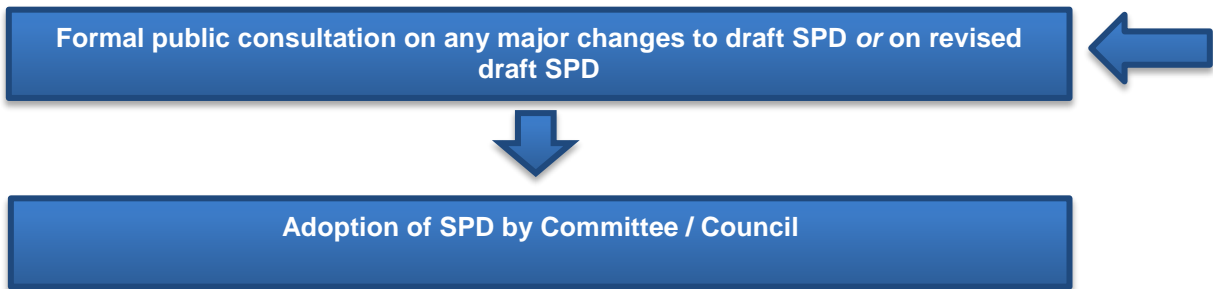 Formal public consultation on any major changes to draft SPD or on revised
draft SPD
Adoption of SPD by Committee / Council